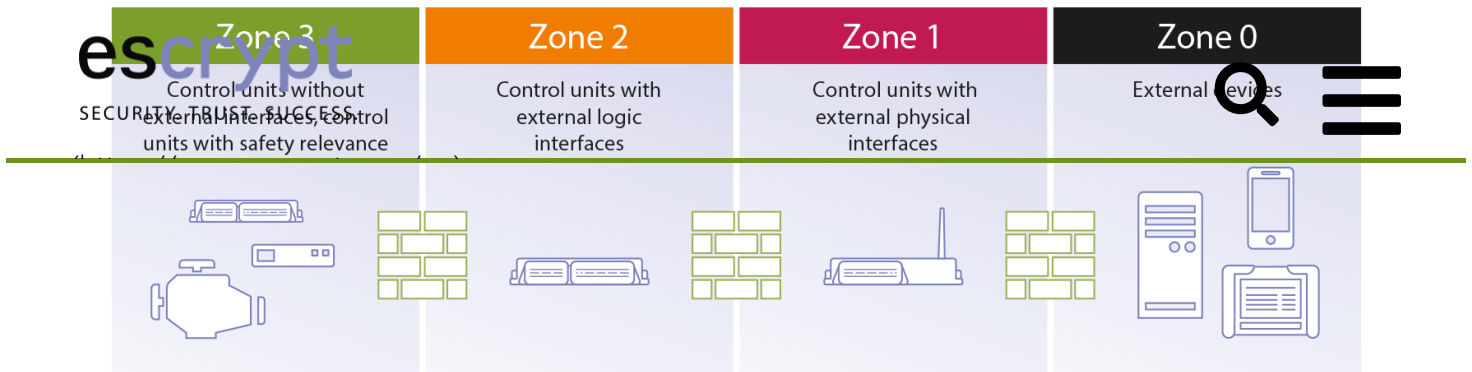 Zone 3
Zone 2
Zone 1
Zone 0
escrypt
SECURITY. TRUST. SUCCESS.
Control units without
external interfaces, control
units with safety relevance
Control units with
external logic
interfaces
Control units with
external physical
interfaces
External devices